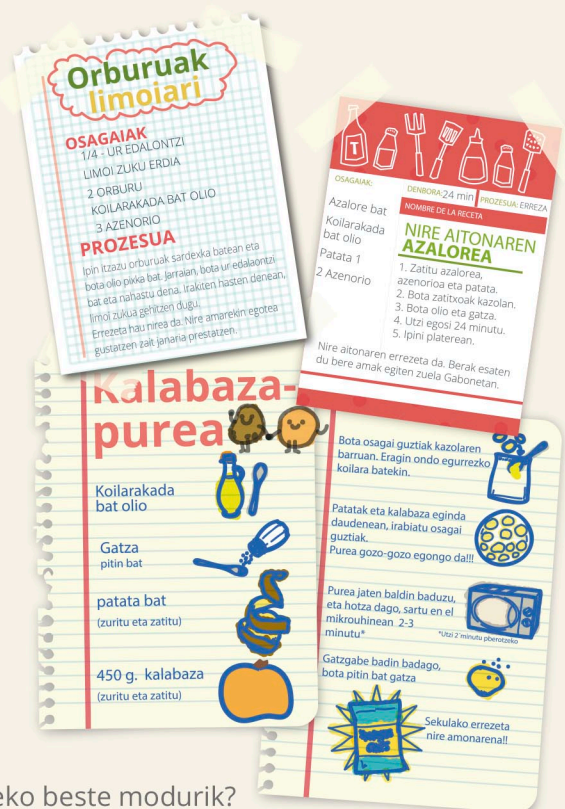 Orburuak
limoiari
OSAGAIAK
1/4 - UR EDALONTZI
LIMOI ZUKU ERDIA
2 ORBURU
KOILARAKADA BAT OLIO
3 AZENORIO
PROZESUA
Ipin itzazu orburuak sardexka batean eta
bota olio pixka bat. Jarraian, bota ur edalaontzi
bat eta nahastu dena. Irakiten hasten denean,
limoi zukua gehitzen dugu.
Errezeta hau nirea da. Nire amarekin egotea
gustatzen zait janaria prestatzen.
T
OSAGAIAK:
DENBORA:24 min
PROZESUA: ERREZA
NOMBRE DE LA RECETA
Azalore bat
Koilarakada
bat olio
Patata 1
2 Azenorio
NIRE AITONAREN
AZALOREA
1. Zatitu azalorea,
azenorioa eta patata.
2. Bota zatitxoak kazolan.
3. Bota olio eta gatza.
4. Utzi egosi 24 minutu.
5. Ipini platerean.
Nire aitonaren errezeta da. Berak esaten
du bere amak egiten zuela Gabonetan.
Kalabaza-
purea
Koilarakada
bat olio
Gatza
pitin bat
patata bat
(zuritu eta zatitu)
450 g. kalabaza
(zuritu eta zatitu)
Bota osagai guztiak kazolaren
barruan. Eragin ondo egurrezko
koilara batekin.
Patatak eta kalabaza eginda
daudenean, irabiatu osagai
guztiak.
Purea gozo-gozo egongo da!!!
Purea jaten baldin baduzu,
eta hotza dago, sartu en el
mikrouhinean 2-3
minutu*
*Utzi 2 minutu pberotzeko
Gatzgabe badin badago,
bota pitin bat gatza
Sekulako errezeta
nire amonarena!!
eko beste modurik?